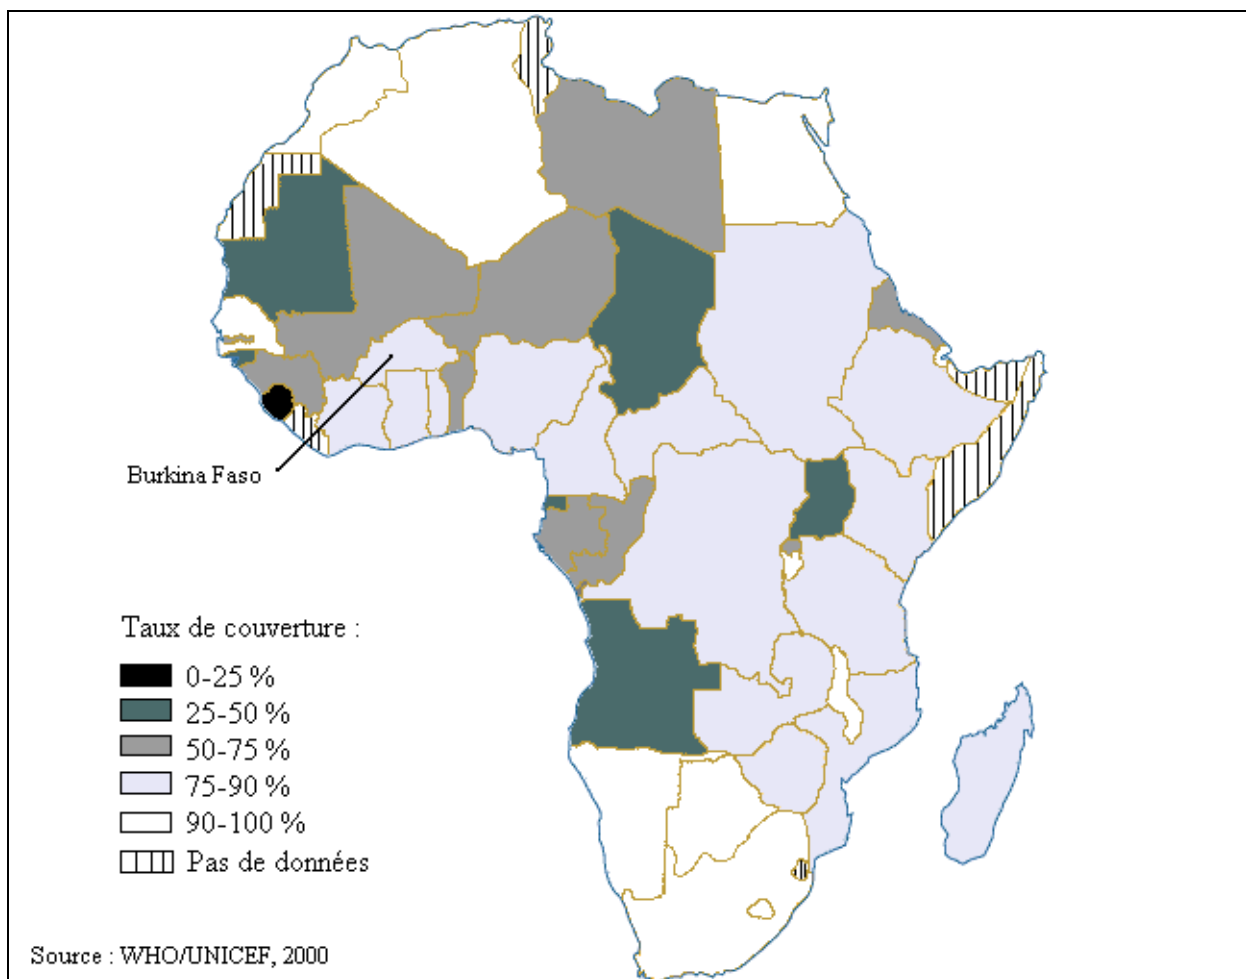 Burkina Faso
Taux de couverture :
0-25 %
25-50 %
50-75 %
75-90 %
90-100 %
Pas de données
Source : WHO/UNICEF, 2000